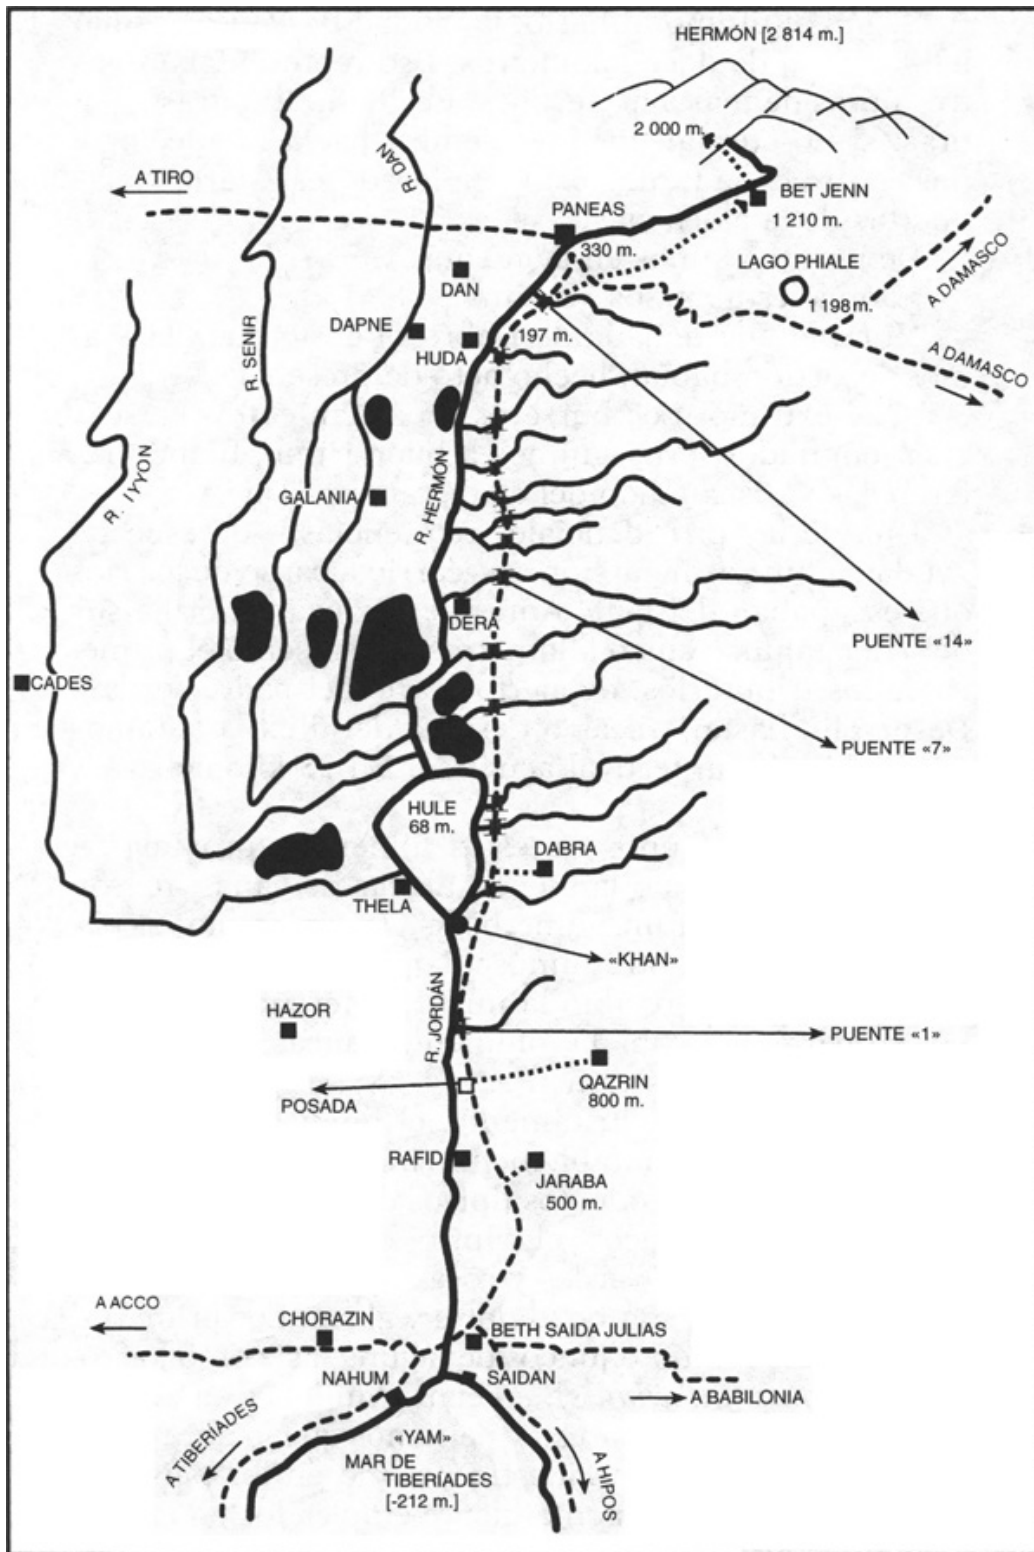 HERMÓN [2 814 m.]
2 000 m.
R. DAN
A TIRO
BET JENN
1 210 m.
PANEAS
330 m.
LAGO PHIALE
1 198 m.
A DAMASCO
DAN
DAPNE
HUDA
197 m.
A DAMASCO
R. SENIR
R. IYYON
GALANIA
R. HERMÓN
DERA
PUENTE «14»
CADES
PUENTE «7»
HULE
68 m.
DABRA
THELA
«KHAN»
HAZOR
R. JORDÁN
PUENTE «1»
QAZRIN
800 m.
POSADA
RAFID
JARABA
500 m.
A ACCO
CHORAZIN
BETH SAIDA JULIAS
NAHUM
SAIDAN
A BABILONIA
A TIBERÍADES
«YAM»
MAR DE
TIBERÍADES
[-212 m.]
A HIPOS